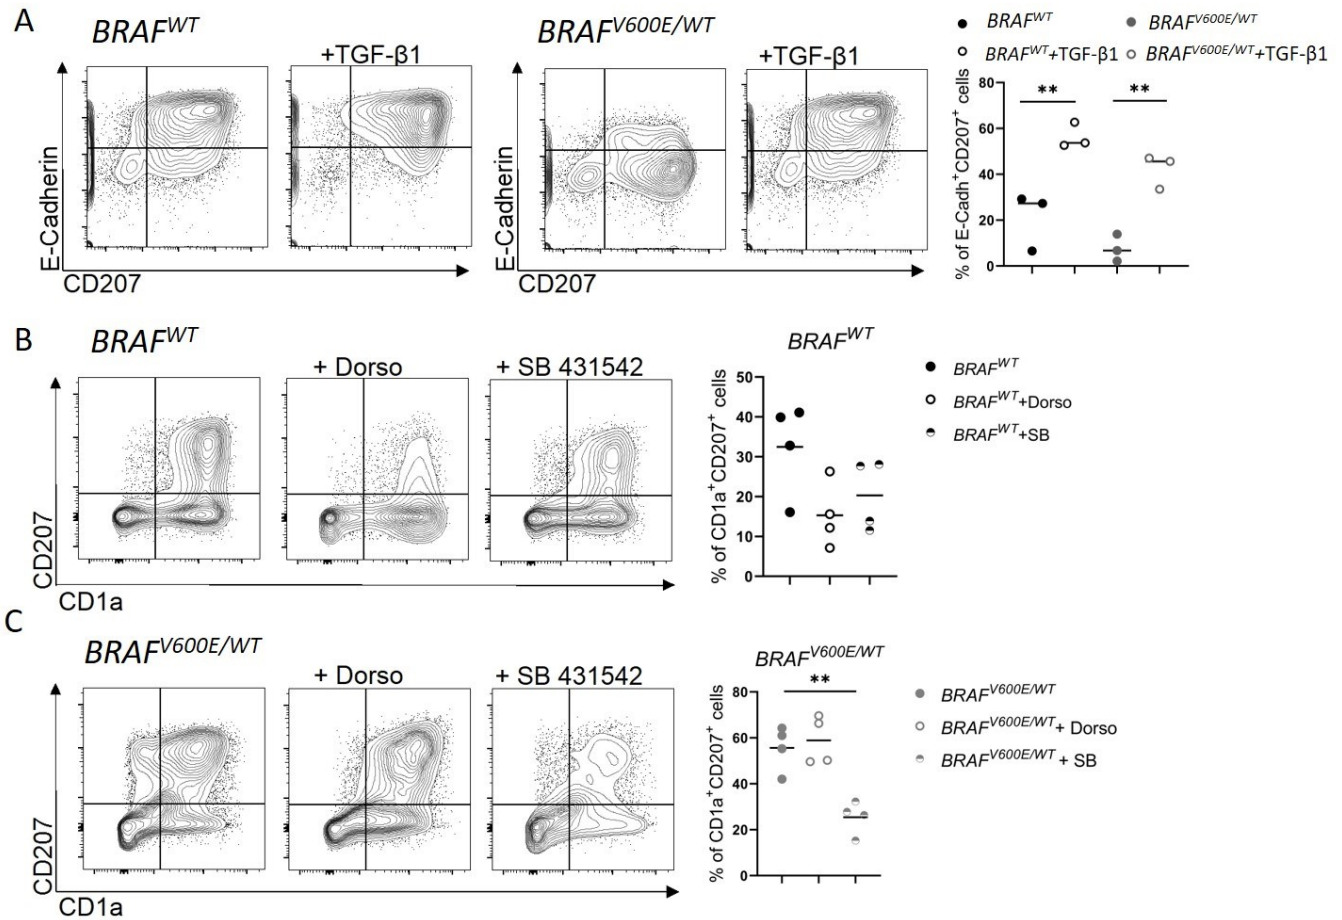 A
BRAF^WT
+TGF-β1
E-Cadherin
CD207
BRAF^V600E/WT
+TGF-β1
E-Cadherin
CD207
BRAF^WT
BRAF^V600E/WT
BRAF^WT+TGF-β1
BRAF^V600E/WT+TGF-β1
% of E-Cadh+CD207+ cells
80
60
40
20
0
**
**
B
BRAF^WT
+ Dorso
+ SB 431542
CD207
CD1a
BRAF^WT
% of CD1a+CD207+ cells
50
40
30
20
10
0
BRAF^WT
BRAF^WT+Dorso
BRAF^WT+SB
C
BRAF^V600E/WT
+ Dorso
+ SB 431542
CD207
CD1a
BRAF^V600E/WT
**
% of CD1a+CD207+ cells
80
60
40
20
0
BRAF^V600E/WT
BRAF^V600E/WT+ Dorso
BRAF^V600E/WT + SB